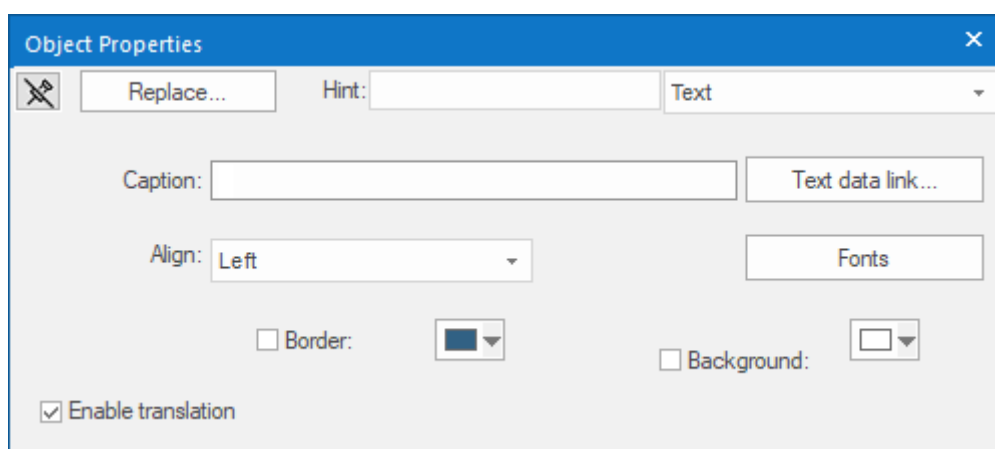 Object Properties
Replace... Hint: Text
Caption: Text data link...
Align: Left Fonts
Border: Background:
Enable translation